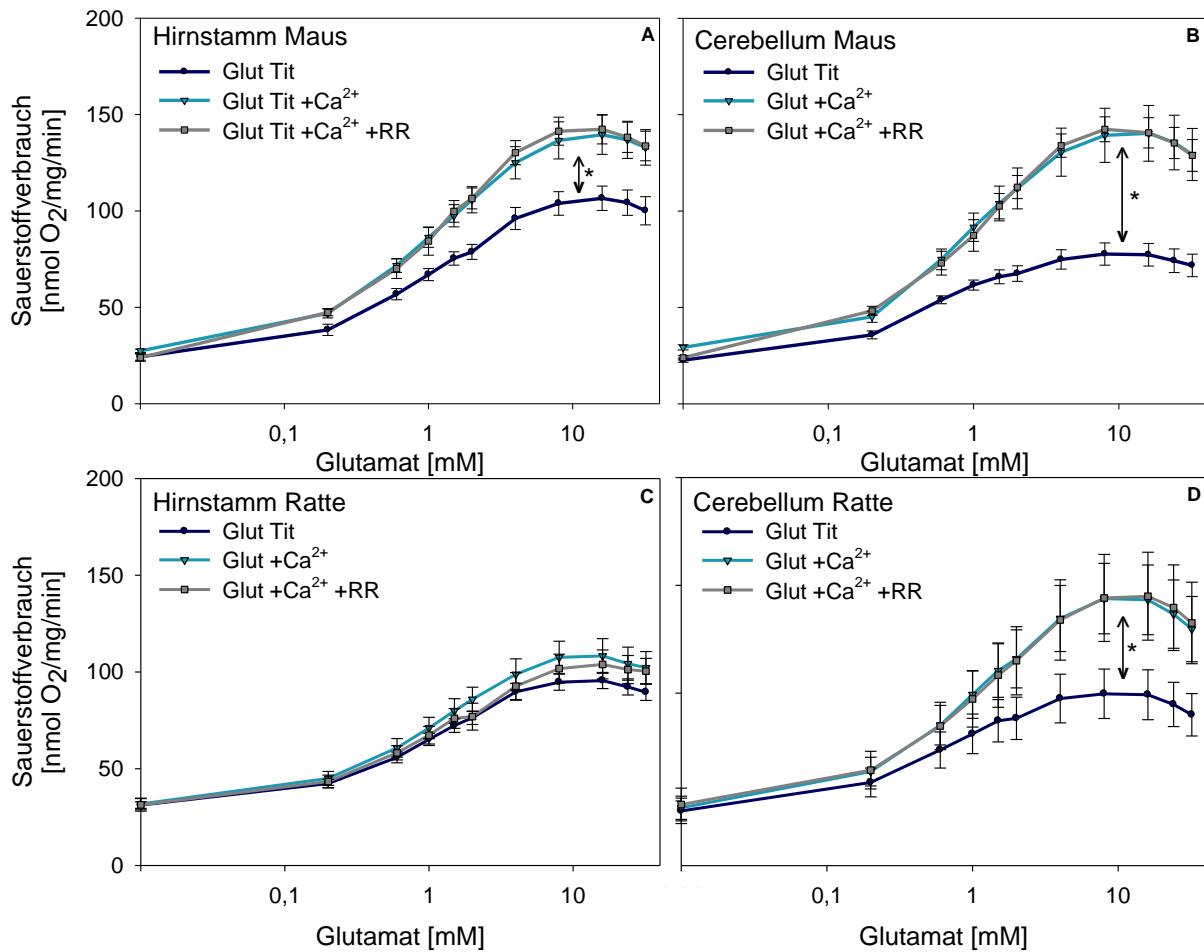 Hirnstamm Maus
A
Glut Tit
Glut Tit +Ca²⁺
Glut Tit +Ca²⁺ +RR
*
200
150
100
50
0
Sauerstoffverbrauch
[nmol O₂/mg/min)
0,1
1
10
Glutamat [mM]
Cerebellum Maus
B
Glut Tit
Glut +Ca²⁺
Glut +Ca²⁺ +RR
*
0,1
1
10
Glutamat [mM]
Hirnstamm Ratte
C
Glut Tit
Glut +Ca²⁺
Glut +Ca²⁺ +RR
200
150
100
50
0
Sauerstoffverbrauch
[nmol O₂/mg/min)
0,1
1
10
Glutamat [mM]
Cerebellum Ratte
D
Glut Tit
Glut +Ca²⁺
Glut +Ca²⁺ +RR
*
0,1
1
10
Glutamat [mM]